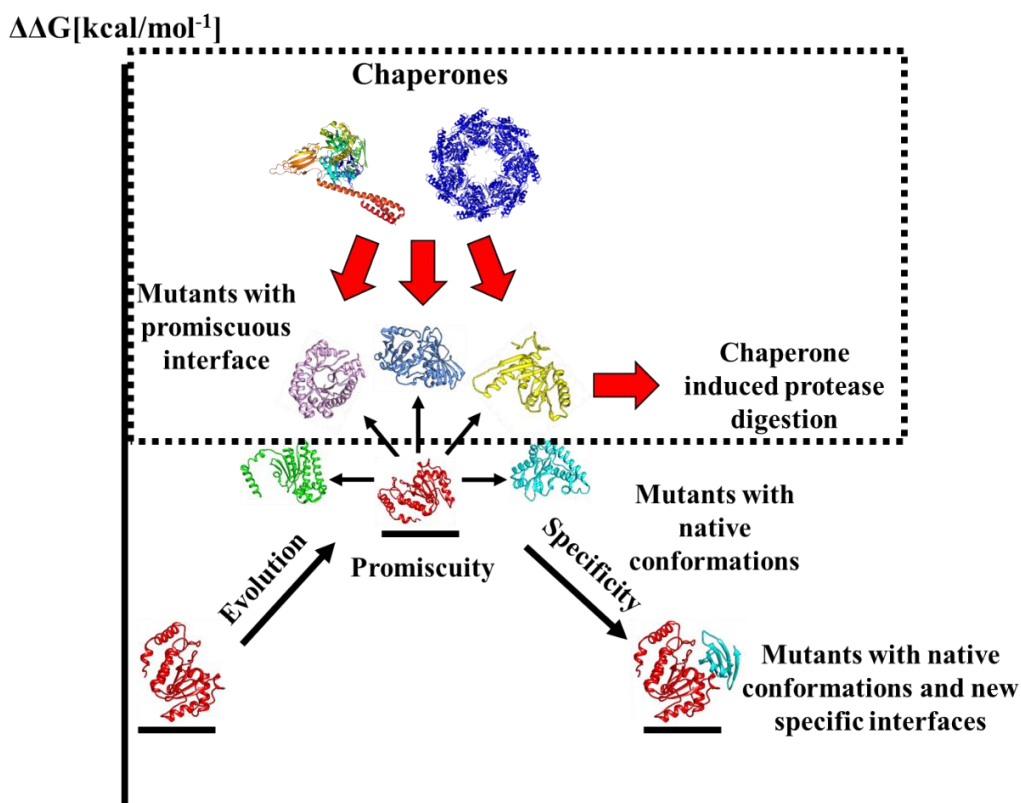 ΔΔG[kcal/mol⁻¹]
Chaperones
Mutants with
promiscuous
interface
Chaperone
induced protease
digestion
Mutants with
native
conformations
Promiscuity
Evolution
Specificity
Mutants with native
conformations and new
specific interfaces